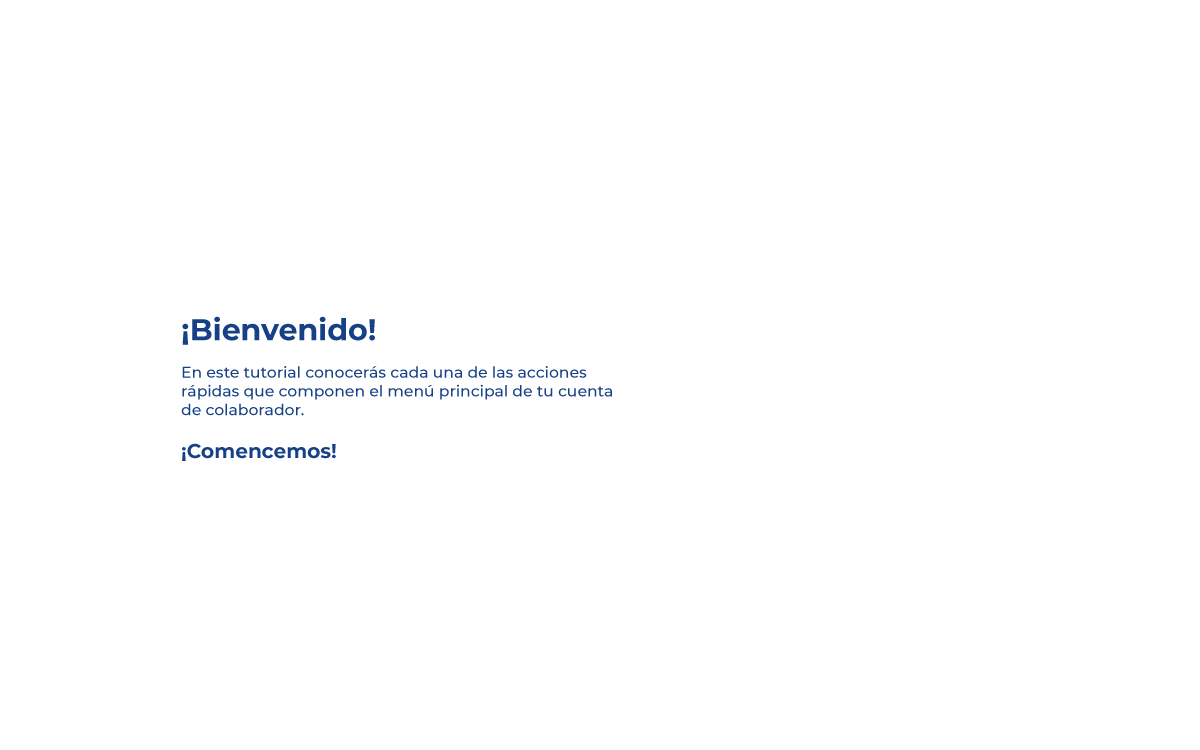 ¡Bienvenido!
En este tutorial conocerás cada una de las acciones
rápidas que componen el menú principal de tu cuenta
de colaborador.
¡Comencemos!